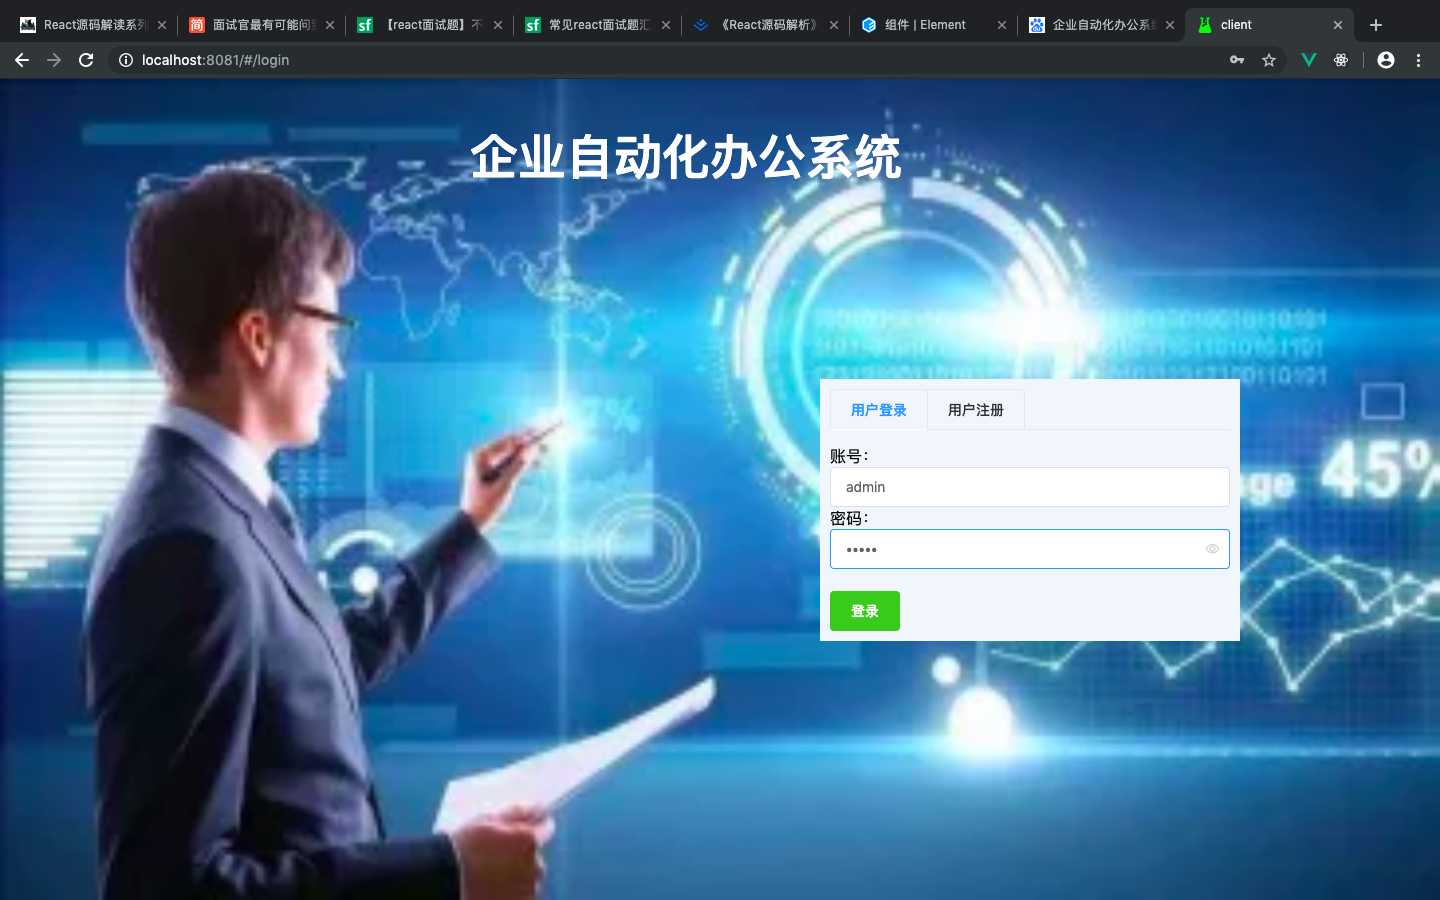 React源码解读系列
面试官最有可能问
【react面试题】不
常见react面试题汇
《React源码解析》
组件 | Element
企业自动化办公系
client
localhost:8081/#/login
企业自动化办公系统
用户登录
用户注册
账号：
admin
密码：
•••••
登录
45%